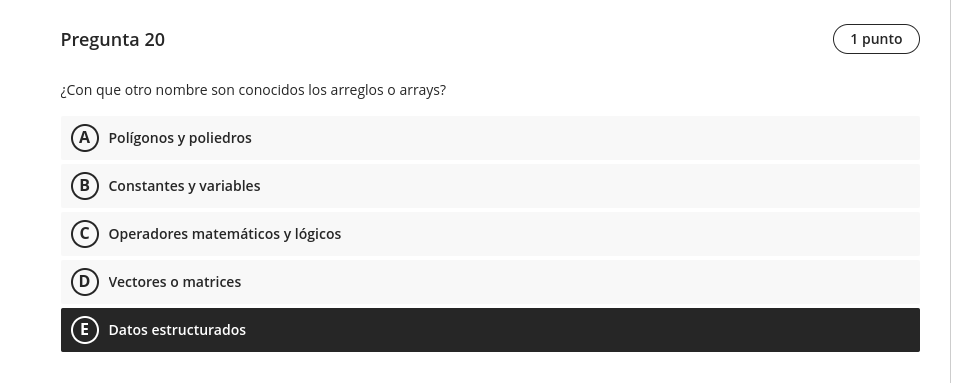 Pregunta 20
1 punto
¿Con que otro nombre son conocidos los arreglos o arrays?
A Polígonos y poliedros
B Constantes y variables
C Operadores matemáticos y lógicos
D Vectores o matrices
E Datos estructurados